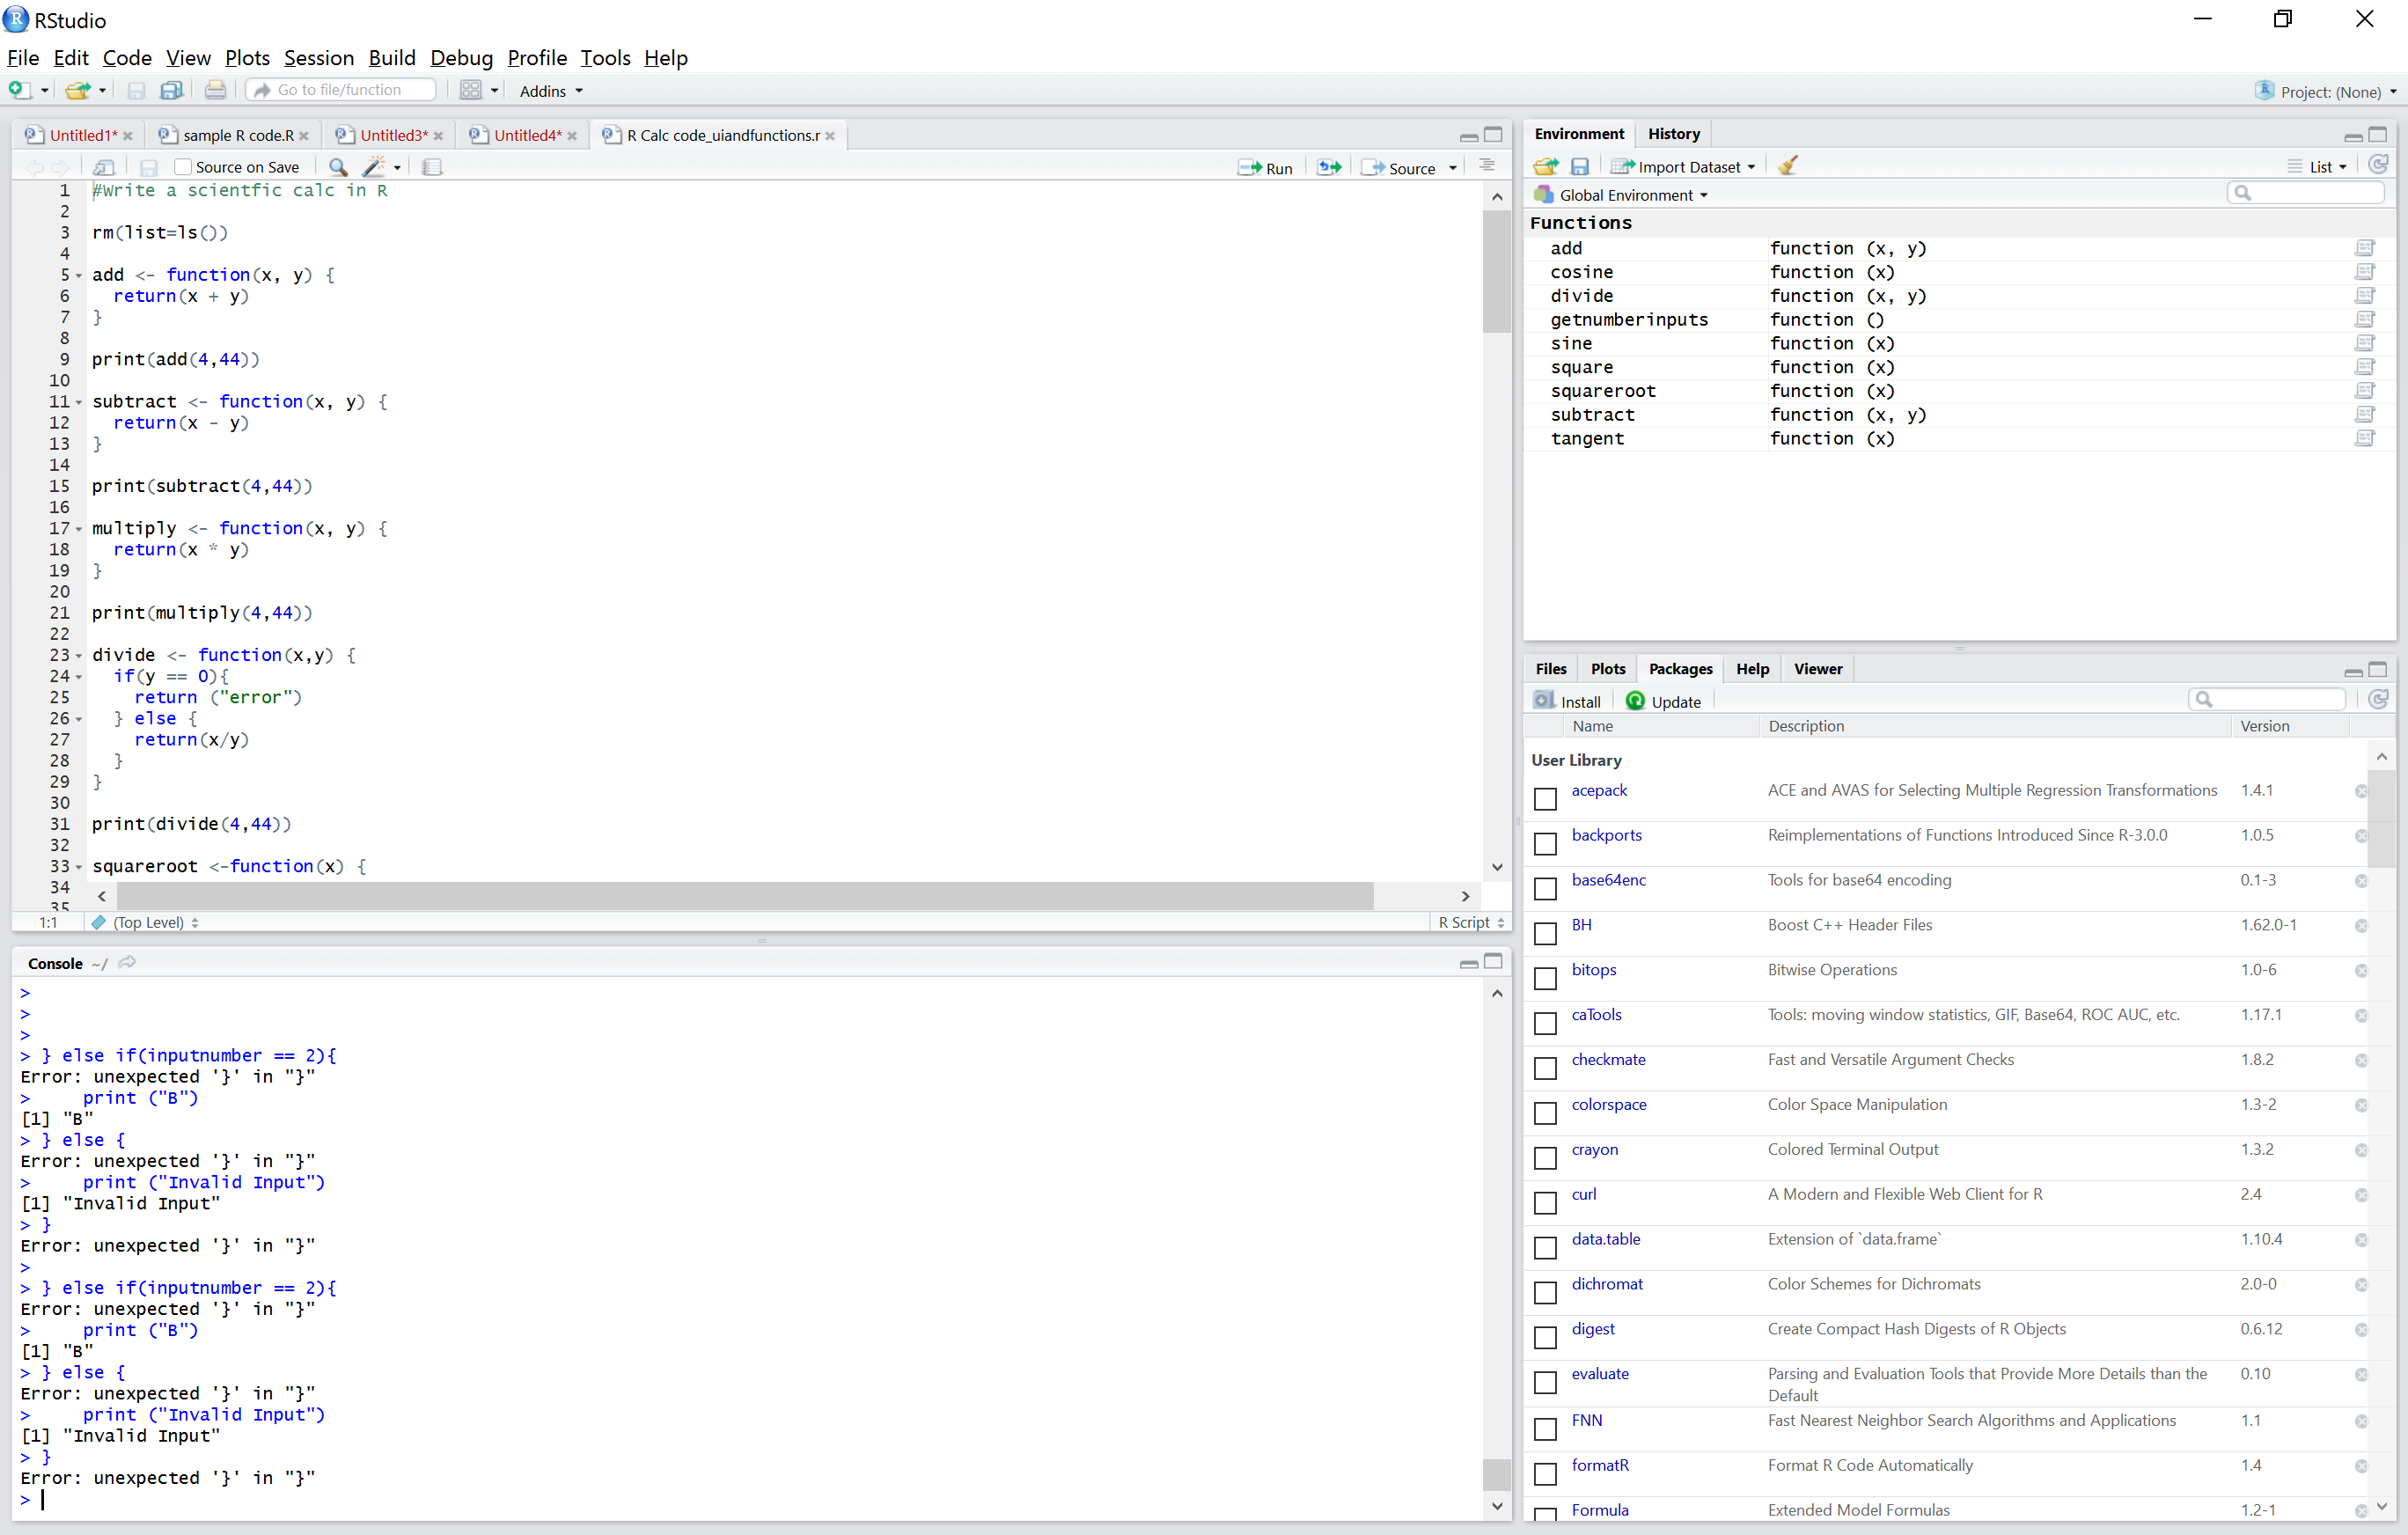 RStudio
File Edit Code View Plots Session Build Debug Profile Tools Help
Go to file/function Addins Project: (None)
Untitled1* sample R code.R Untitled3* Untitled4* R Calc code_uiandfunctions.r
Source on Save Run Source
1 #Write a scientfic calc in R
2
3 rm(list=ls())
4
5 add <- function(x, y) {
6 return(x + y)
7 }
8
9 print(add(4,44))
10
11 subtract <- function(x, y) {
12 return(x - y)
13 }
14
15 print(subtract(4,44))
16
17 multiply <- function(x, y) {
18 return(x * y)
19 }
20
21 print(multiply(4,44))
22
23 divide <- function(x,y) {
24 if(y == 0){
25 return ("error")
26 } else {
27 return(x/y)
28 }
29 }
30
31 print(divide(4,44))
32
33 squareroot <-function(x) {
34
35
1:1 (Top Level) R Script
Console ~/
>
>
>
> } else if(inputnumber == 2){
Error: unexpected '}' in "}"
> print ("B")
[1] "B"
> } else {
Error: unexpected '}' in "}"
> print ("Invalid Input")
[1] "Invalid Input"
> }
Error: unexpected '}' in "}"
>
> } else if(inputnumber == 2){
Error: unexpected '}' in "}"
> print ("B")
[1] "B"
> } else {
Error: unexpected '}' in "}"
> print ("Invalid Input")
[1] "Invalid Input"
> }
Error: unexpected '}' in "}"
>
Environment History
Import Dataset List
Global Environment
Functions
add function (x, y)
cosine function (x)
divide function (x, y)
getnumberinputs function ()
sine function (x)
square function (x)
squareroot function (x)
subtract function (x, y)
tangent function (x)
Files Plots Packages Help Viewer
Install Update
Name Description Version
User Library
acepack ACE and AVAS for Selecting Multiple Regression Transformations 1.4.1
backports Reimplementations of Functions Introduced Since R-3.0.0 1.0.5
base64enc Tools for base64 encoding 0.1-3
BH Boost C++ Header Files 1.62.0-1
bitops Bitwise Operations 1.0-6
caTools Tools: moving window statistics, GIF, Base64, ROC AUC, etc. 1.17.1
checkmate Fast and Versatile Argument Checks 1.8.2
colorspace Color Space Manipulation 1.3-2
crayon Colored Terminal Output 1.3.2
curl A Modern and Flexible Web Client for R 2.4
data.table Extension of `data.frame` 1.10.4
dichromat Color Schemes for Dichromats 2.0-0
digest Create Compact Hash Digests of R Objects 0.6.12
evaluate Parsing and Evaluation Tools that Provide More Details than the 0.10
Default
FNN Fast Nearest Neighbor Search Algorithms and Applications 1.1
formatR Format R Code Automatically 1.4
Formula Extended Model Formulas 1.2-1